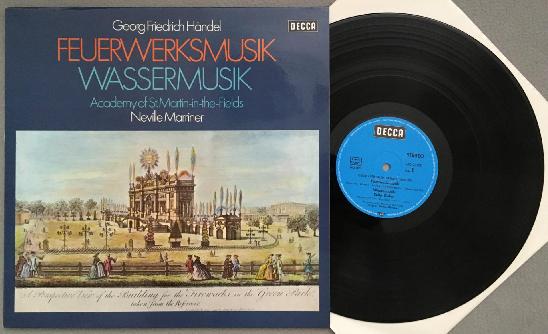 Georg Friedrich Händel
DECCA
FEUERWERKSMUSIK
WASSERMUSIK
Academy of St. Martin-in-the-Fields
Neville Marriner
A Perspective View of the Building for the Fireworks in the Green Park,
taken from the Reservoir.
DECCA
STEREO